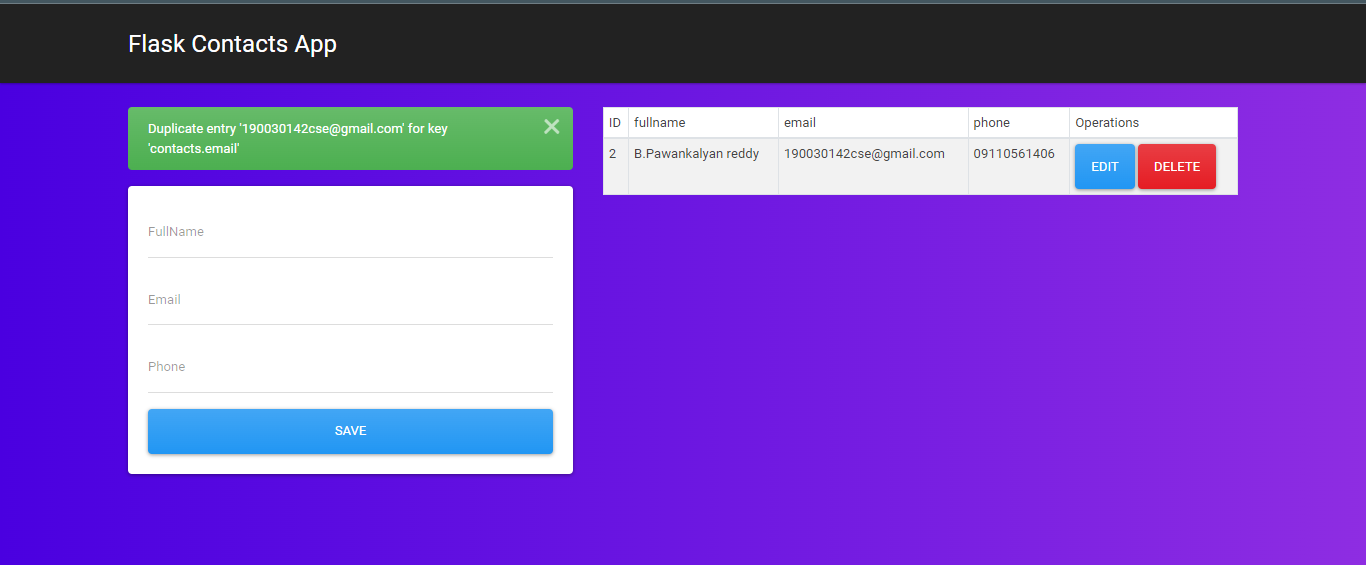 Flask Contacts App
Duplicate entry '190030142cse@gmail.com' for key
'contacts.email'
×
FullName
Email
Phone
SAVE
ID fullname email phone Operations
2 B.Pawankalyan reddy 190030142cse@gmail.com 09110561406 EDIT DELETE